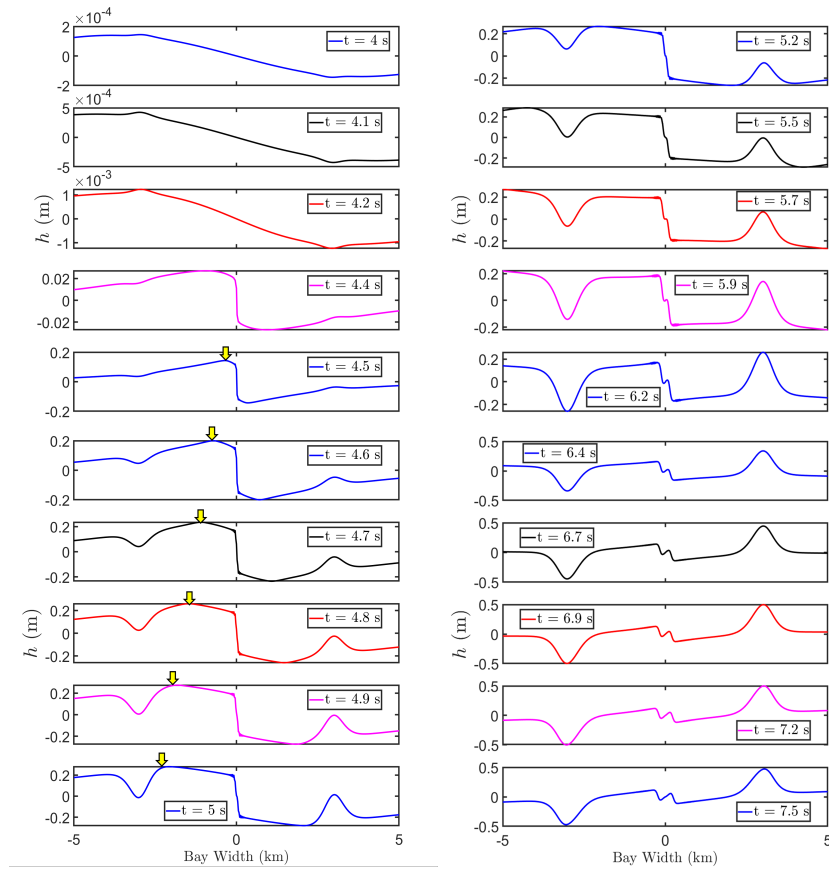 ×10⁻⁴
2
0
-2
t = 4 s
×10⁻⁴
5
0
-5
t = 4.1 s
×10⁻³
1
0
-1
t = 4.2 s
0.02
0
-0.02
t = 4.4 s
0.2
0
-0.2
t = 4.5 s
0.2
0
-0.2
t = 4.6 s
0.2
0
-0.2
t = 4.7 s
0.2
0
-0.2
t = 4.8 s
0.2
0
-0.2
t = 4.9 s
0.2
0
-0.2
t = 5 s
-5 0 5
Bay Width (km)
h (m)
h (m)
0.2
0
-0.2
t = 5.2 s
0.2
0
-0.2
t = 5.5 s
0.2
0
-0.2
t = 5.7 s
0.2
0
-0.2
t = 5.9 s
0.2
0
-0.2
t = 6.2 s
0.5
0
-0.5
t = 6.4 s
0.5
0
-0.5
t = 6.7 s
0.5
0
-0.5
t = 6.9 s
0.5
0
-0.5
t = 7.2 s
0.5
0
-0.5
t = 7.5 s
-5 0 5
Bay Width (km)
h (m)
h (m)